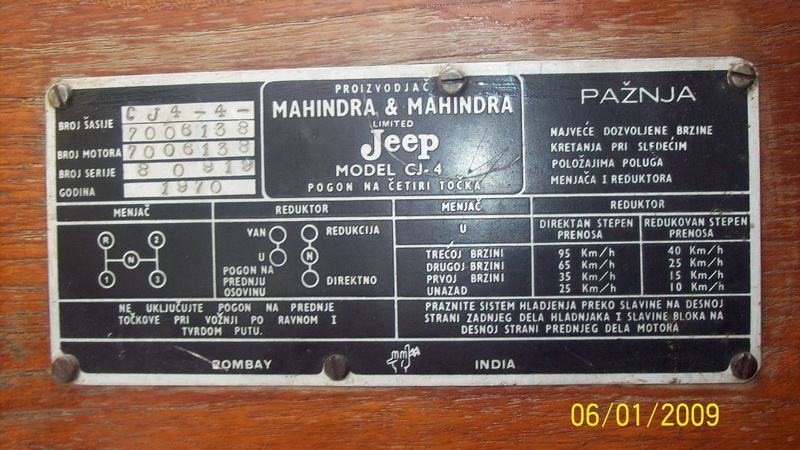 PROIZVODJAČ
MAHINDRA & MAHINDRA
LIMITED
Jeep
MODEL CJ-4
POGON NA ČETIRI TOČKA
BROJ ŠASIJE CJ4-4-
7006138
BROJ MOTORA 7006138
BROJ SERIJE 80919
GODINA 1970
PAŽNJA
NAJVEĆE DOZVOLJENE BRZINE
KRETANJA PRI SLEDEĆIM
POLOŽAJIMA POLUGA
MENJAČA I REDUKTORA
MENJAČ REDUKTOR MENJAČ REDUKTOR
R 2
N
1 3
VAN REDUKCIJA
U N
POGON NA
PREDNJU DIREKTNO
OSOVINU
U DIREKTAN STEPEN PRENOSA REDUKOVAN STEPEN PRENOSA
TREĆOJ BRZINI 95 Km/h 40 Km/h
DRUGOJ BRZINI 65 Km/h 25 Km/h
PRVOJ BRZINI 35 Km/h 15 Km/h
UNAZAD 25 Km/h 10 Km/h
NE UKLJUČUJTE POGON NA PREDNJE
TOČKOVE PRI VOŽNJI PO RAVNOM I
TVRDOM PUTU.
PRAZNITE SISTEM HLADJENJA PREKO SLAVINE NA DESNOJ
STRANI ZADNJEG DELA HLADNJAKA I SLAVINE BLOKA NA
DESNOJ STRANI PREDNJEG DELA MOTORA
BOMBAY INDIA
06/01/2009